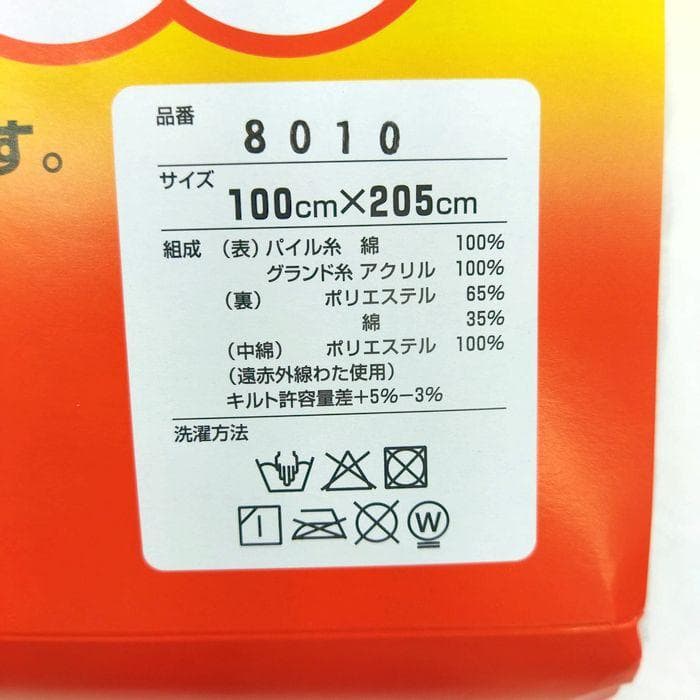 す。
品番 8010
サイズ 100cm×205cm
組成 (表) パイル糸 綿 100%
グランド糸 アクリル 100%
(裏) ポリエステル 65%
綿 35%
(中綿) ポリエステル 100%
(遠赤外線わた使用)
キルト許容量差+5%−3%
洗濯方法
W